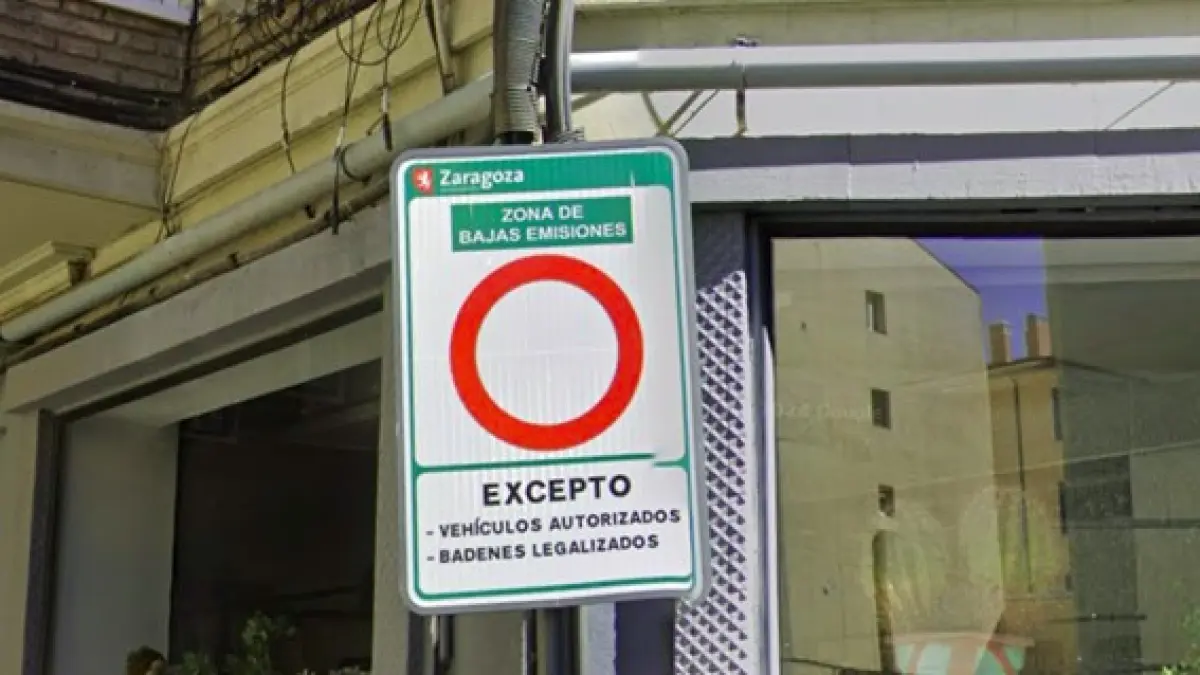 Zaragoza
ZONA DE
BAJAS EMISIONES
EXCEPTO
- VEHÍCULOS AUTORIZADOS
- BADENES LEGALIZADOS